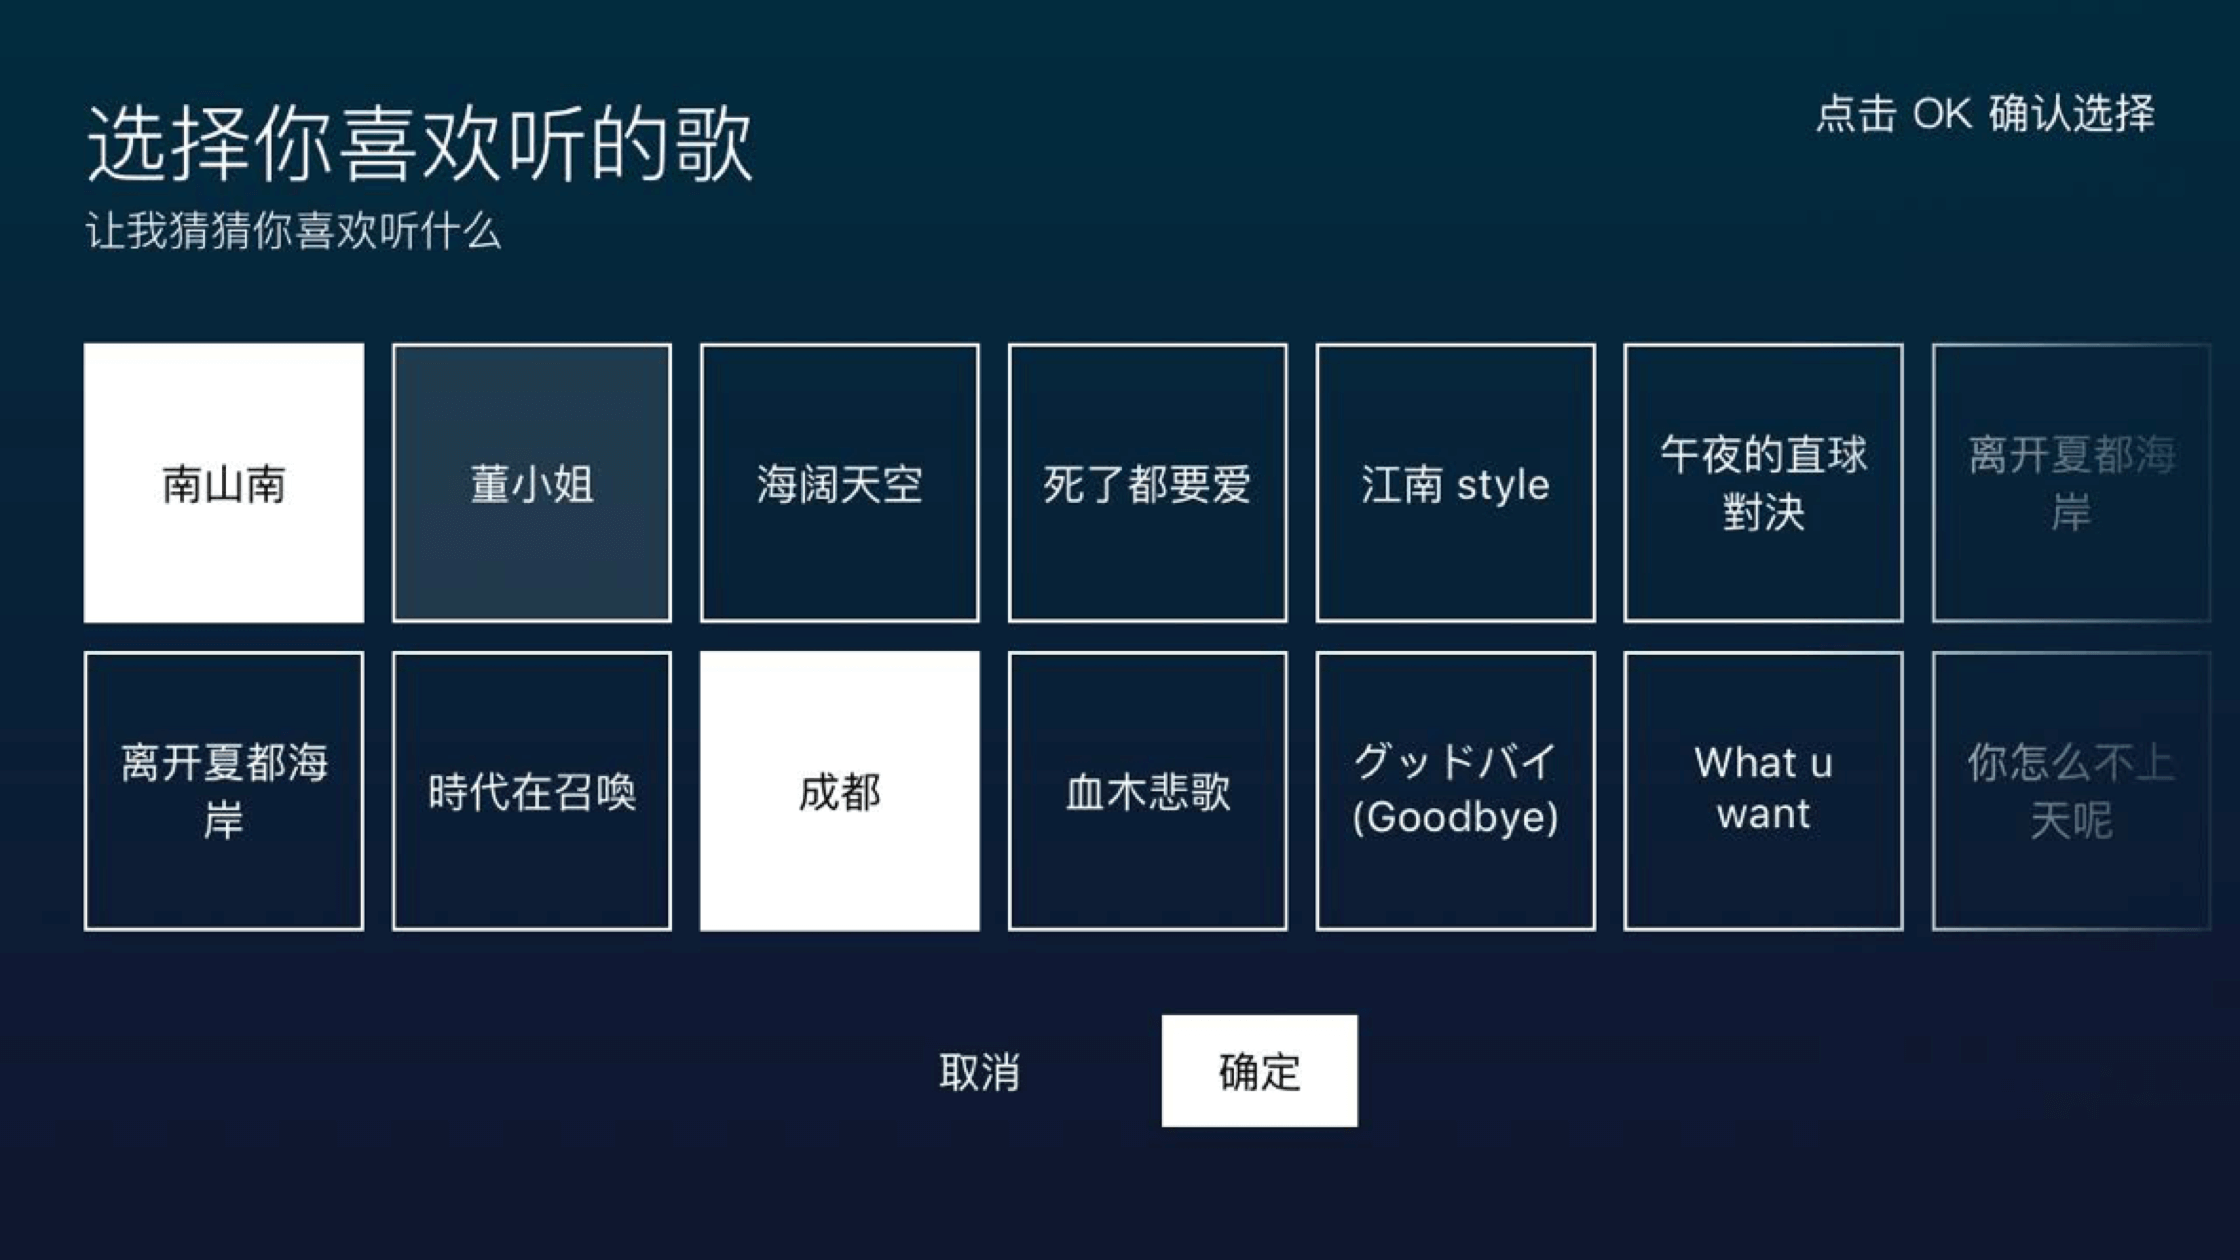 选择你喜欢听的歌
点击 OK 确认选择
让我猜猜你喜欢听什么
南山南
董小姐
海阔天空
死了都要爱
江南 style
午夜的直球
對決
离开夏都海
岸
离开夏都海
岸
時代在召喚
成都
血木悲歌
グッドバイ
(Goodbye)
What u
want
你怎么不上
天呢
取消
确定